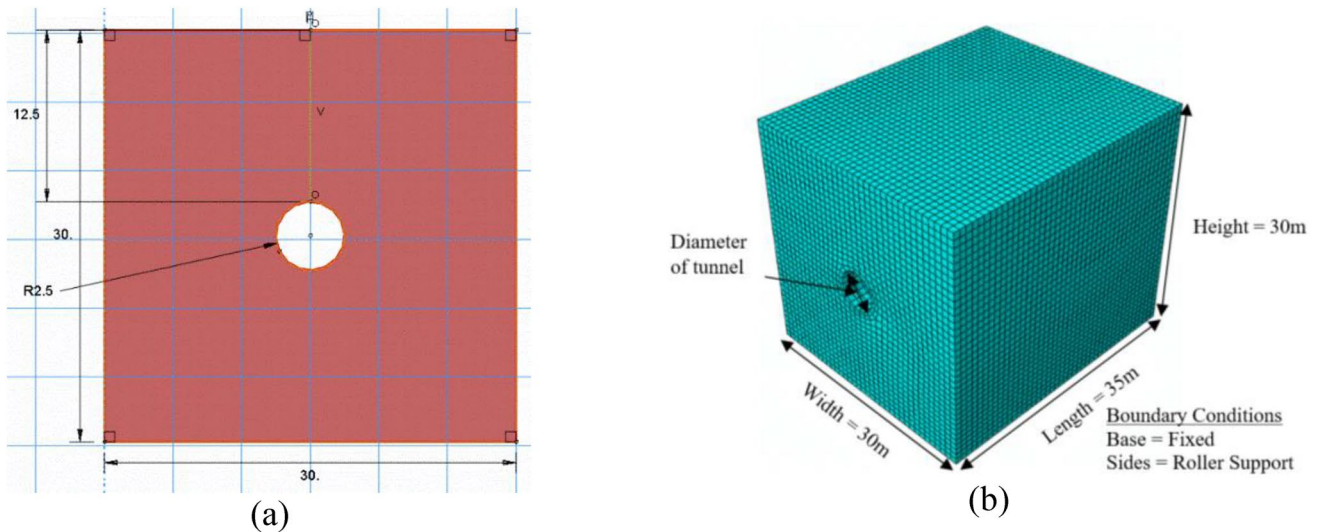 12.5
V
30.
R2.5
30.
(a)
Diameter
of tunnel
Height = 30m
Width = 30m
Length = 35m
Boundary Conditions
Base = Fixed
Sides = Roller Support
(b)